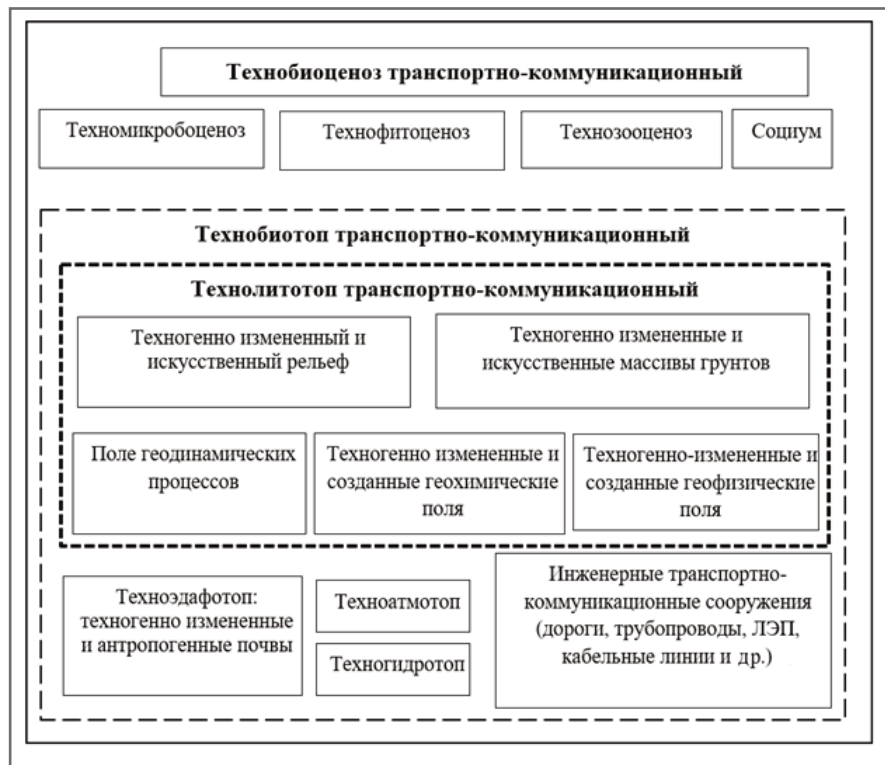 Технобиоценоз транспортно-коммуникационный
Техномикробоценоз
Технофитоценоз
Технозооценоз
Социум
Технобиотоп транспортно-коммуникационный
Технолитотоп транспортно-коммуникационный
Техногенно измененный и
искусственный рельеф
Техногенно измененные и
искусственные массивы грунтов
Поле геодинамических
процессов
Техногенно измененные и
созданные геохимические
поля
Техногенно-измененные и
созданные геофизические
поля
Техноэдафотоп:
техногенно измененные
и антропогенные почвы
Техноатмотоп
Техногидротоп
Инженерные транспортно-
коммуникационные сооружения
(дороги, трубопроводы, ЛЭП,
кабельные линии и др.)